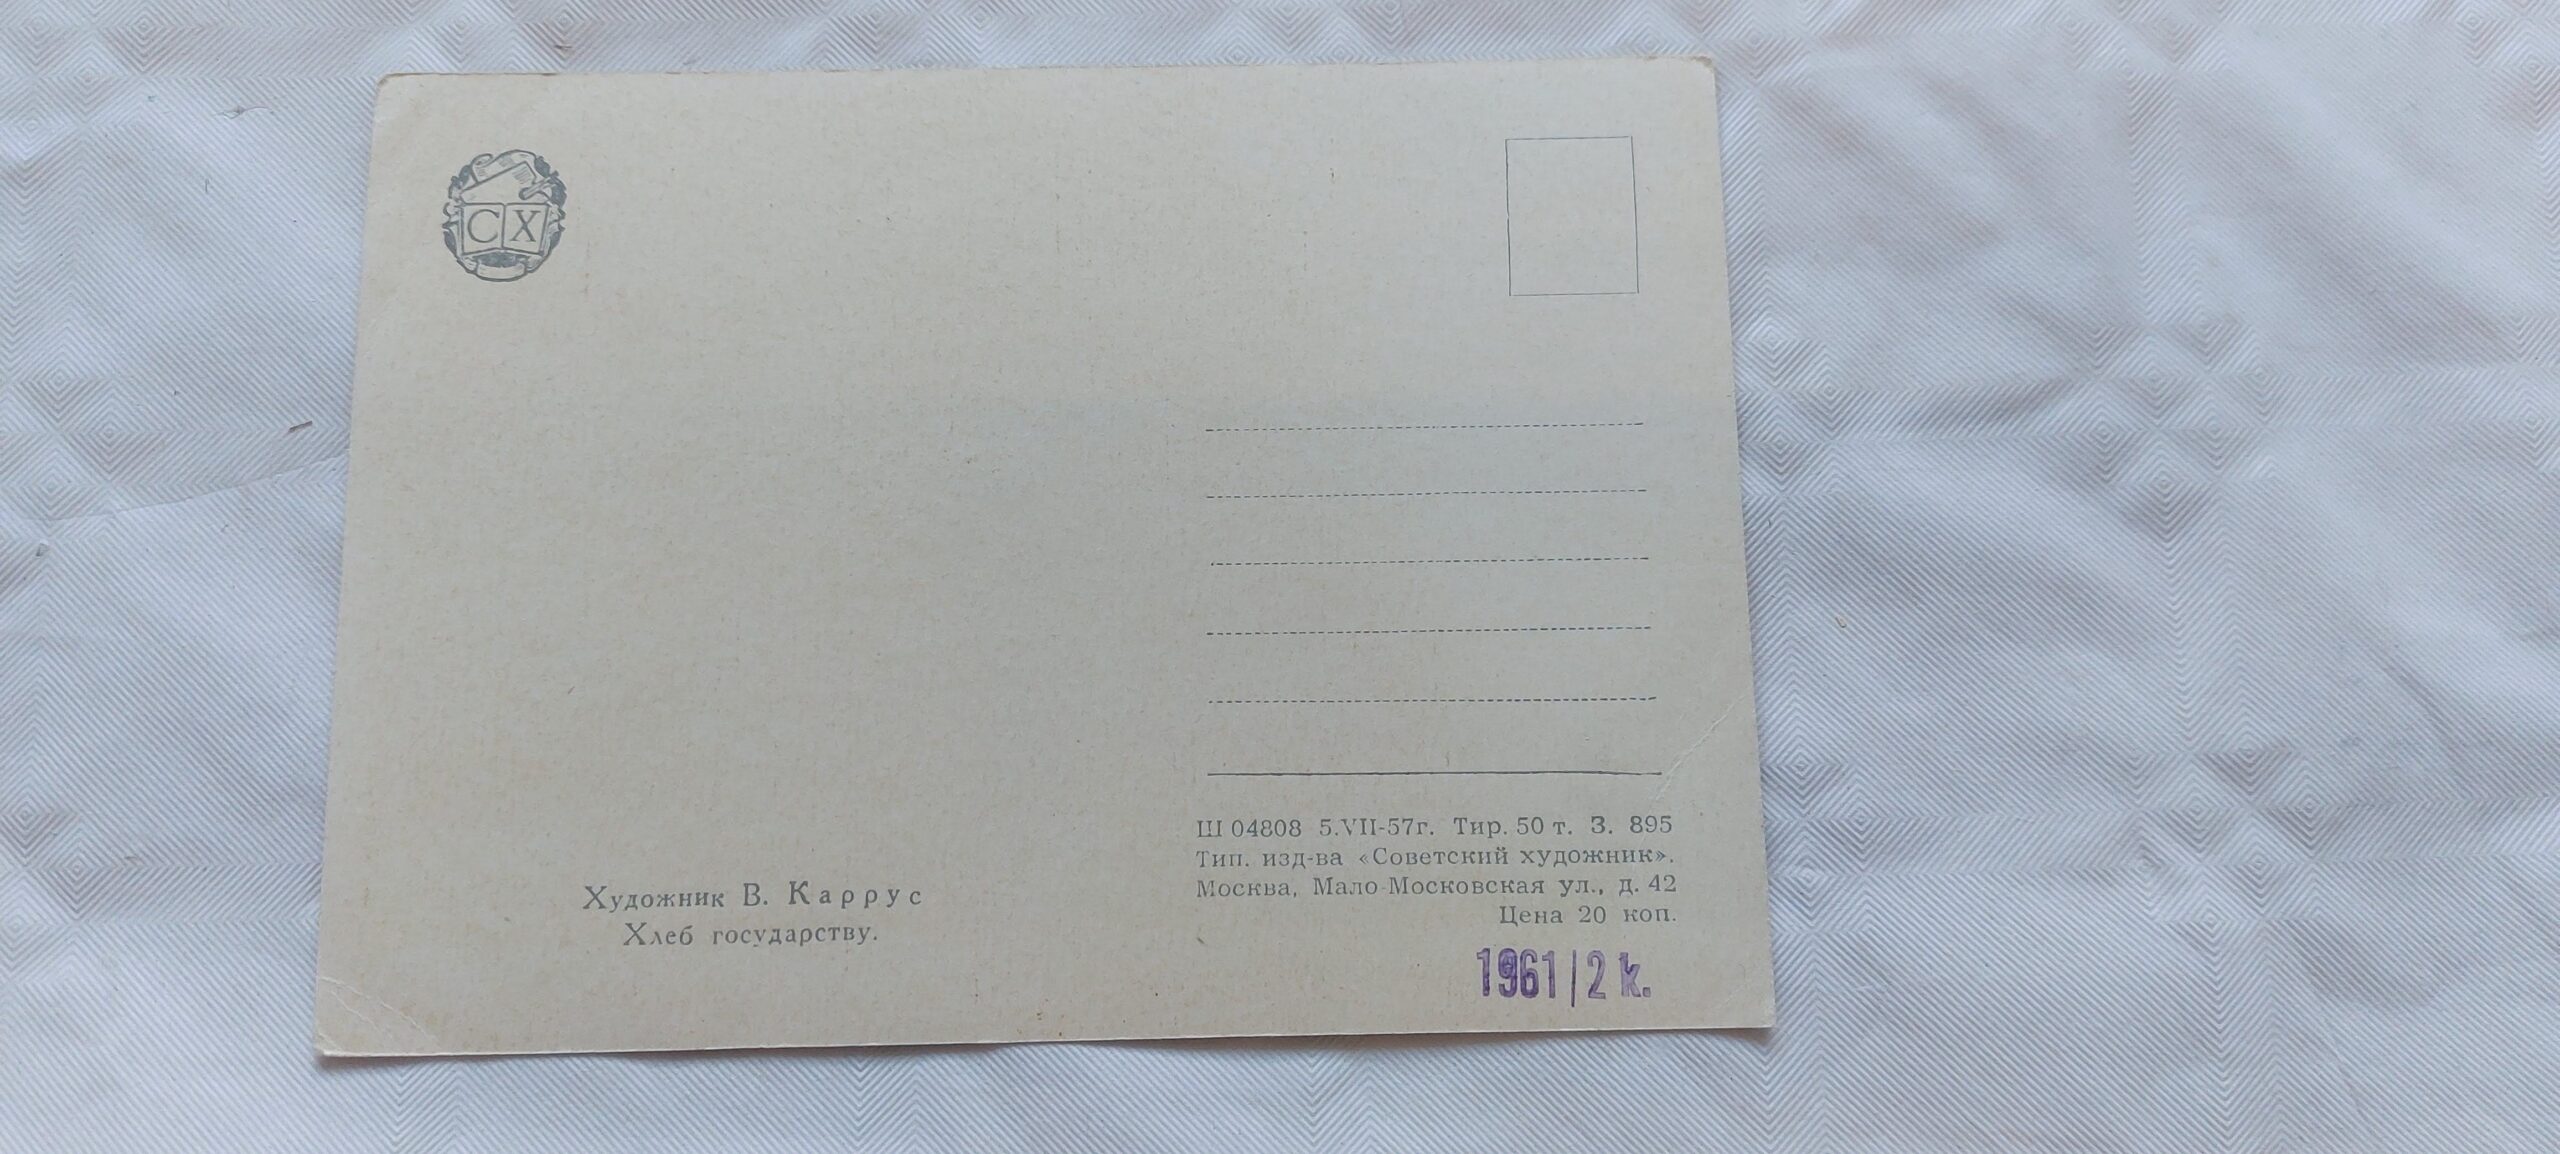 СХ
Художник В. Каррус
Хлеб государству.
Ш 04808 5.VII-57г. Тир. 50 т. З. 895
Тип. изд-ва «Советский художник».
Москва, Мало-Московская ул., д. 42
Цена 20 коп.
1961/2 k.